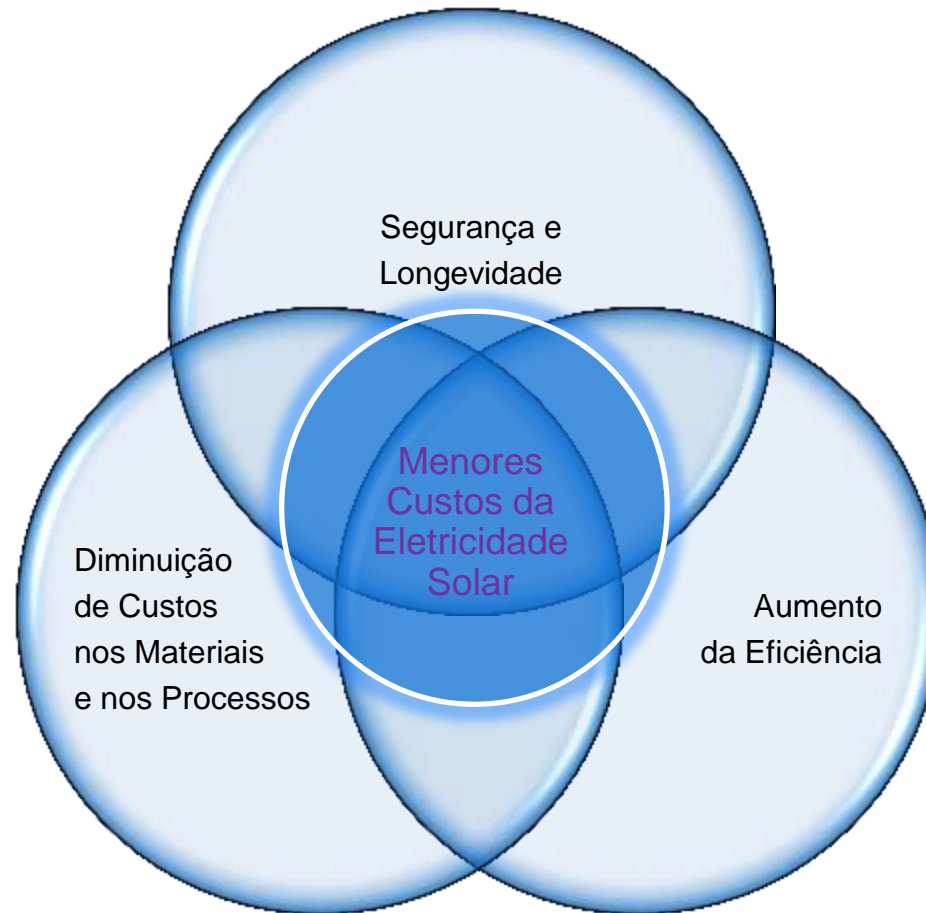 Segurança e
Longevidade
Menores
Custos da
Eletricidade
Solar
Diminuição
de Custos
nos Materiais
e nos Processos
Aumento
da Eficiência